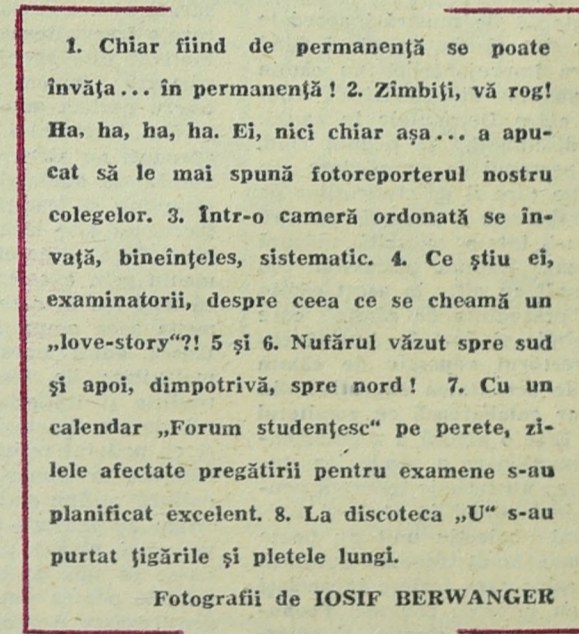 1. Chiar fiind de permanență se poate
învăța... în permanență ! 2. Zîmbiți, vă rog!
Ha, ha, ha, ha. Ei, nici chiar așa... a apu-
cat să le mai spună fotoreporterul nostru
colegelor. 3. Într-o cameră ordonată se în-
vață, bineînțeles, sistematic. 4. Ce știu ei,
examinatorii, despre ceea ce se cheamă un
„love-story“?! 5 și 6. Nufărul văzut spre sud
și apoi, dimpotrivă, spre nord ! 7. Cu un
calendar „Forum studențesc“ pe perete, zi-
lele afectate pregătirii pentru examene s-au
planificat excelent. 8. La discoteca „U“ s-au
purtat țigările și pletele lungi.
Fotografii de IOSIF BERWANGER